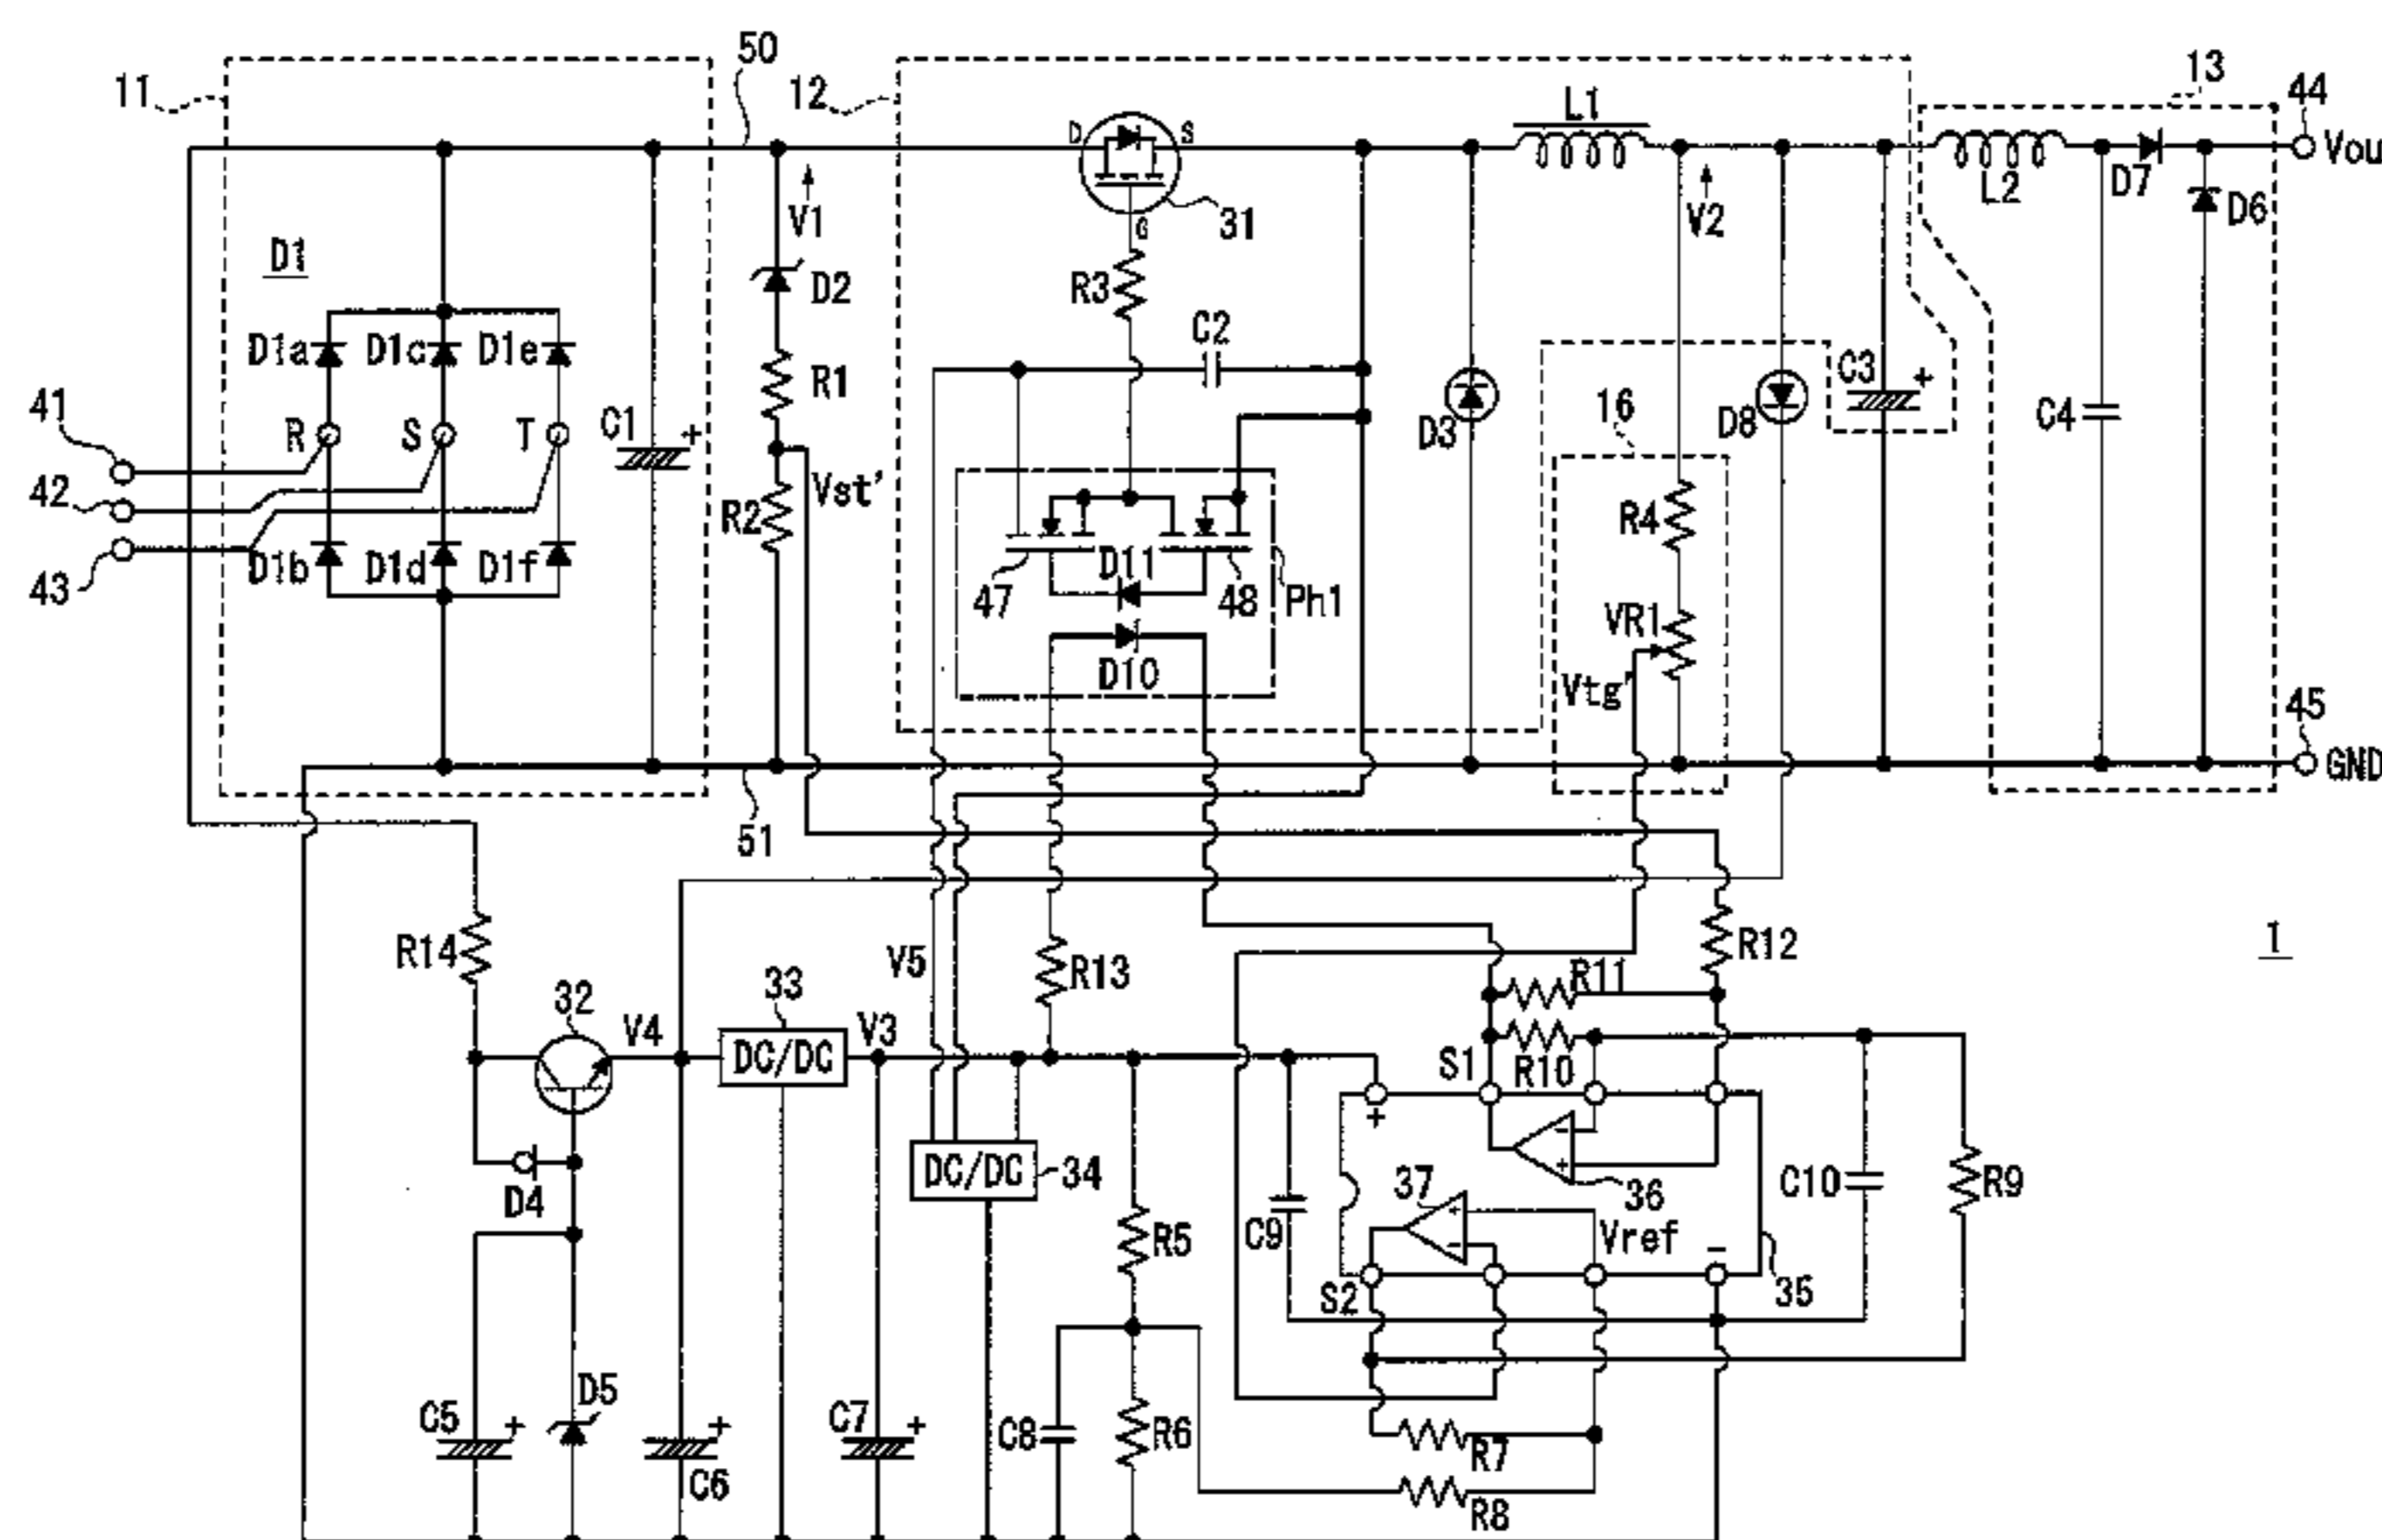 11
50
12
L1
13
44
D
S
Vou
V1
31
G
V2
L2
D7
D6
D1
D2
R3
C2
D1a
D1c
D1e
R1
C3
+
41
R
S
T
C1
+
16
D3
D8
C4
42
R2
Vst'
R4
43
D1b
D1d
D1f
47
D11
48
Ph1
VR1
D10
Vtg'
45
GND
51
R14
V5
R13
R12
1
32
V4
33
V3
R11
DC/DC
S1
R10
+
D4
DC/DC
34
-
+
36
C10
R9
37
C9
+
-
Vref
-
R5
S2
35
C5
+
D5
+
C6
C7
+
C8
R6
R7
R8